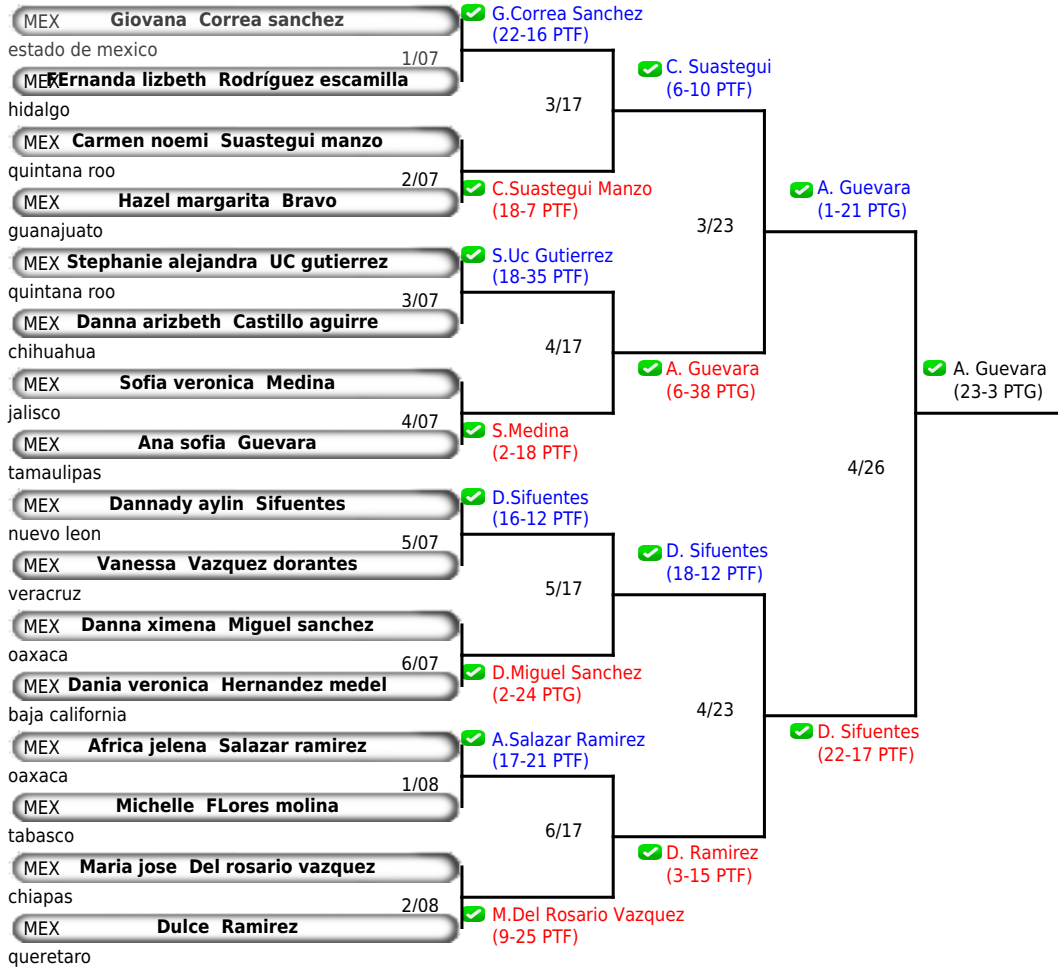 MEX Giovana Correa sanchez
estado de mexico
1/07
MEX FErnanda lizbeth Rodríguez escamilla
hidalgo
MEX Carmen noemi Suastegui manzo
quintana roo
2/07
MEX Hazel margarita Bravo
guanajuato
MEX Stephanie alejandra UC gutierrez
quintana roo
3/07
MEX Danna arizbeth Castillo aguirre
chihuahua
MEX Sofia veronica Medina
jalisco
4/07
MEX Ana sofia Guevara
tamaulipas
MEX Dannady aylin Sifuentes
nuevo leon
5/07
MEX Vanessa Vazquez dorantes
veracruz
MEX Danna ximena Miguel sanchez
oaxaca
6/07
MEX Dania veronica Hernandez medel
baja california
MEX Africa jelena Salazar ramirez
oaxaca
1/08
MEX Michelle FLores molina
tabasco
MEX Maria jose Del rosario vazquez
chiapas
2/08
MEX Dulce Ramirez
queretaro
G.Correa Sanchez
(22-16 PTF)
3/17
C.Suastegui Manzo
(18-7 PTF)
S.Uc Gutierrez
(18-35 PTF)
4/17
S.Medina
(2-18 PTF)
D.Sifuentes
(16-12 PTF)
5/17
D.Miguel Sanchez
(2-24 PTG)
A.Salazar Ramirez
(17-21 PTF)
6/17
M.Del Rosario Vazquez
(9-25 PTF)
C. Suastegui
(6-10 PTF)
3/23
A. Guevara
(6-38 PTG)
D. Sifuentes
(18-12 PTF)
4/23
D. Ramirez
(3-15 PTF)
A. Guevara
(1-21 PTG)
4/26
D. Sifuentes
(22-17 PTF)
A. Guevara
(23-3 PTG)